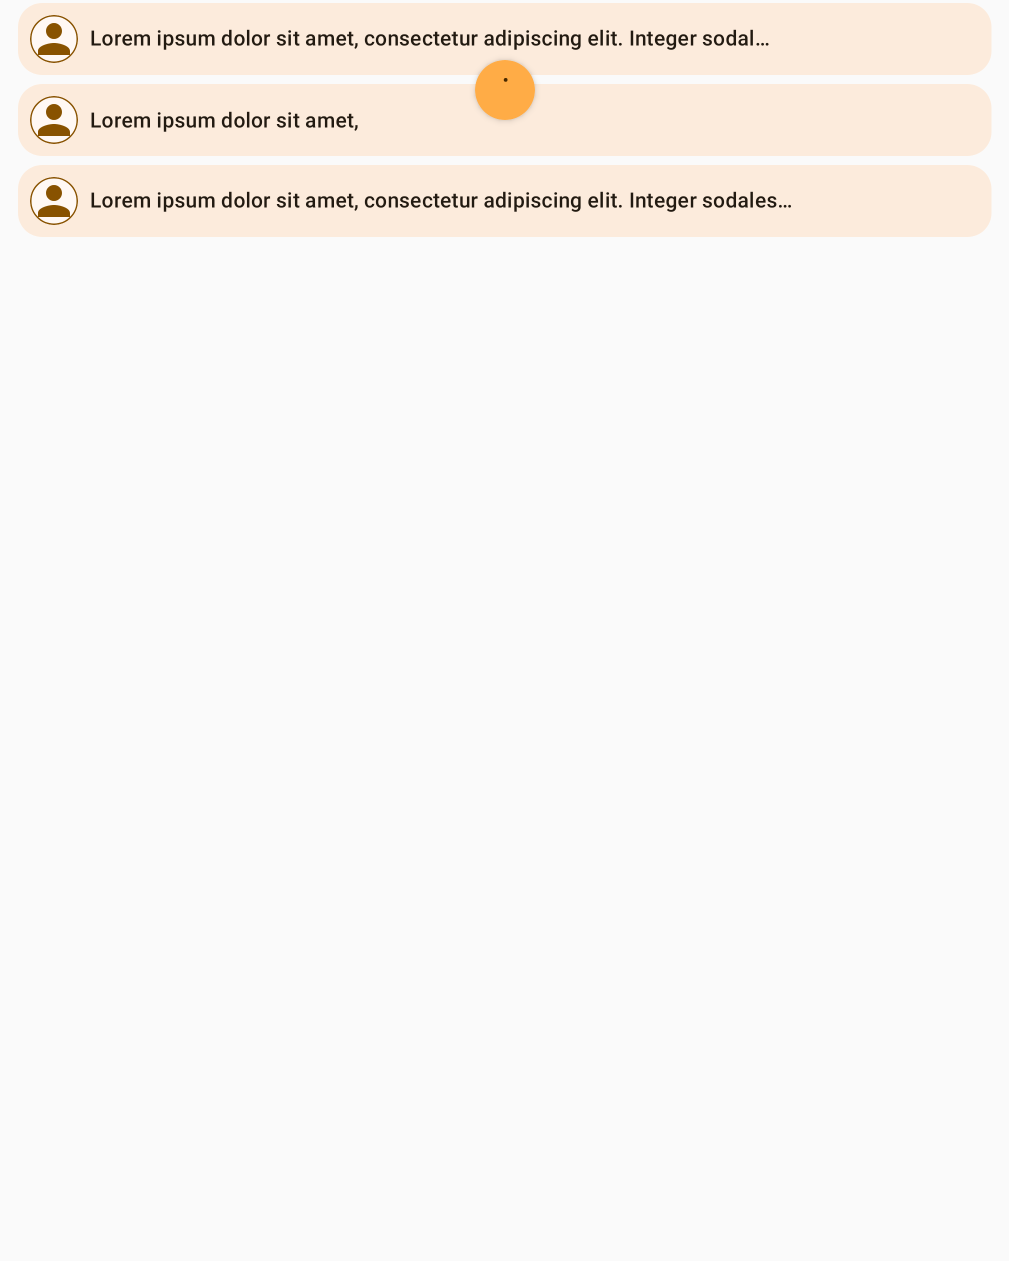 Lorem ipsum dolor sit amet, consectetur adipiscing elit. Integer sodal…
Lorem ipsum dolor sit amet,
Lorem ipsum dolor sit amet, consectetur adipiscing elit. Integer sodales…